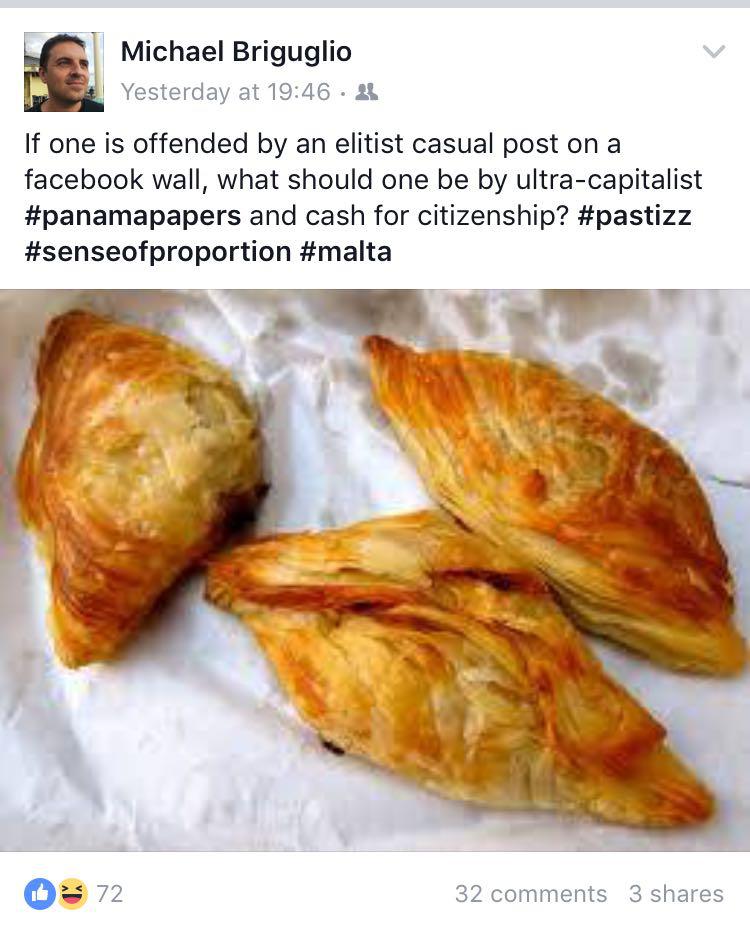 Michael Briguglio
Yesterday at 19:46 ·
If one is offended by an elitist casual post on a
facebook wall, what should one be by ultra-capitalist
#panamapapers and cash for citizenship? #pastizz
#senseofproportion #malta
72
32 comments 3 shares